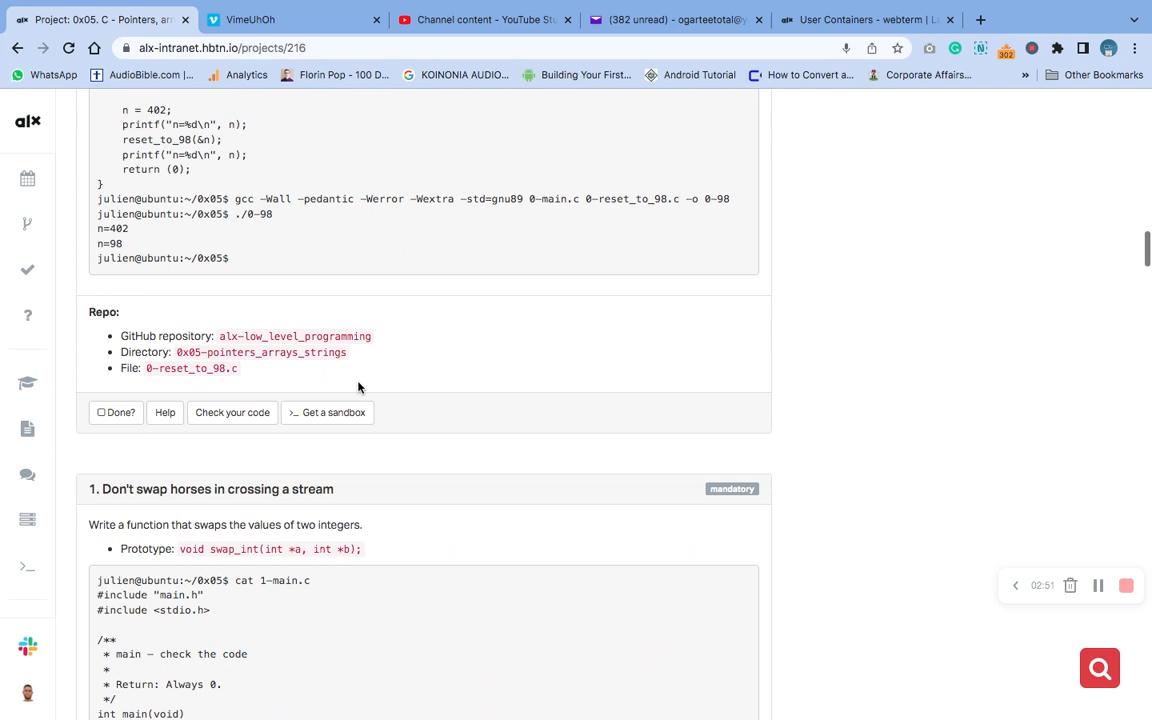 Project: 0x05. C - Pointers, arr
VimeUhOh
Channel content - YouTube Stu
(382 unread) - ogarteetotal@y
User Containers - webterm | L
alx-intranet.hbtn.io/projects/216
302
WhatsApp
AudioBible.com |...
Analytics
Florin Pop - 100 D...
KOINONIA AUDIO...
Building Your First...
Android Tutorial
How to Convert a...
Corporate Affairs...
»
Other Bookmarks
alx
n = 402;
printf("n=%d\n", n);
reset_to_98(&n);
printf("n=%d\n", n);
return (0);
}
julien@ubuntu:~/0x05$ gcc -Wall -pedantic -Werror -Wextra -std=gnu89 0-main.c 0-reset_to_98.c -o 0-98
julien@ubuntu:~/0x05$ ./0-98
n=402
n=98
julien@ubuntu:~/0x05$
Repo:
• GitHub repository: alx-low_level_programming
• Directory: 0x05-pointers_arrays_strings
• File: 0-reset_to_98.c
Done?
Help
Check your code
>_ Get a sandbox
1. Don't swap horses in crossing a stream
mandatory
Write a function that swaps the values of two integers.
• Prototype: void swap_int(int *a, int *b);
julien@ubuntu:~/0x05$ cat 1-main.c
#include "main.h"
#include <stdio.h>
/**
* main - check the code
*
* Return: Always 0.
*/
int main(void)
02:51